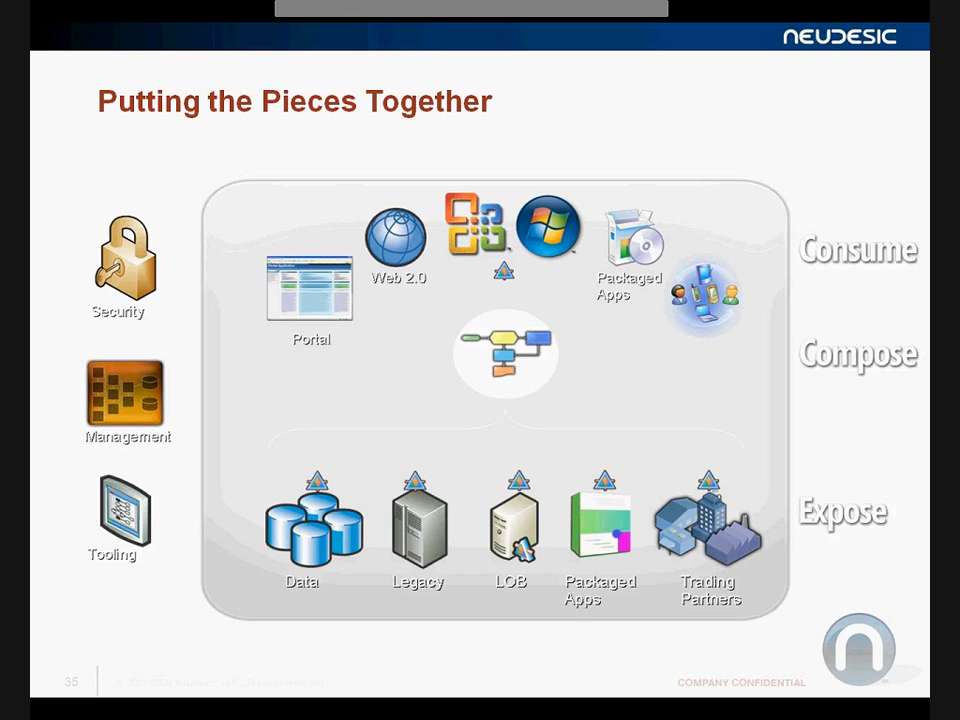 NEUDESIC
Putting the Pieces Together
Consume
Web 2.0
Packaged
Apps
Security
Portal
Compose
Management
Expose
Tooling
Data
Legacy
LOB
Packaged
Apps
Trading
Partners
35
COMPANY CONFIDENTIAL